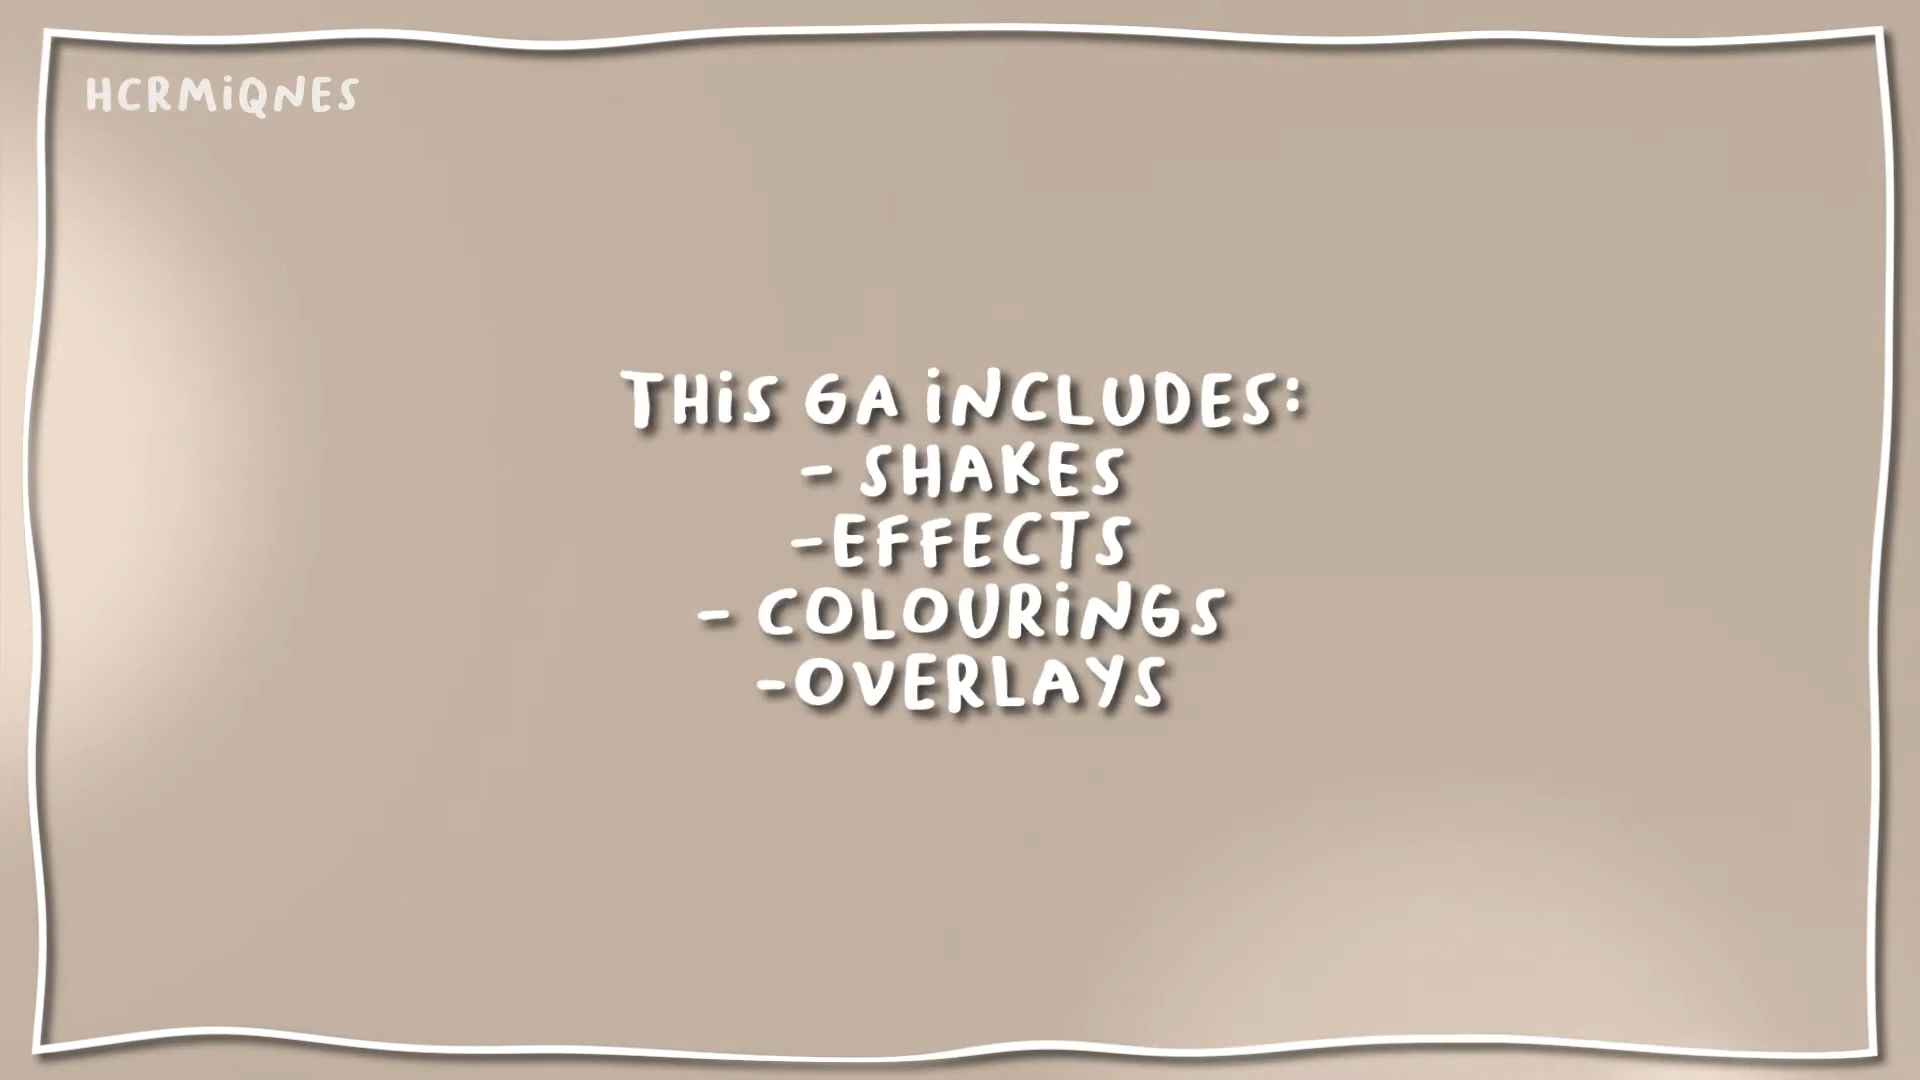 HCRMiQNES
THiS GA iNCLUDES:
- SHAKES
-EFFECTS
- COLOURiNGS
-OVERLAYS